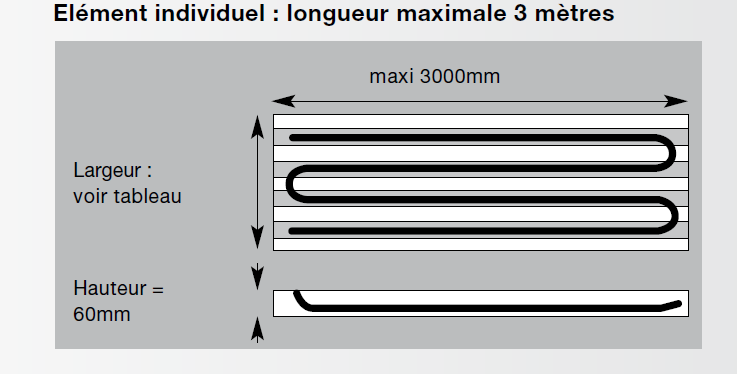 Elément individuel : longueur maximale 3 mètres
maxi 3000mm
Largeur :
voir tableau
Hauteur =
60mm